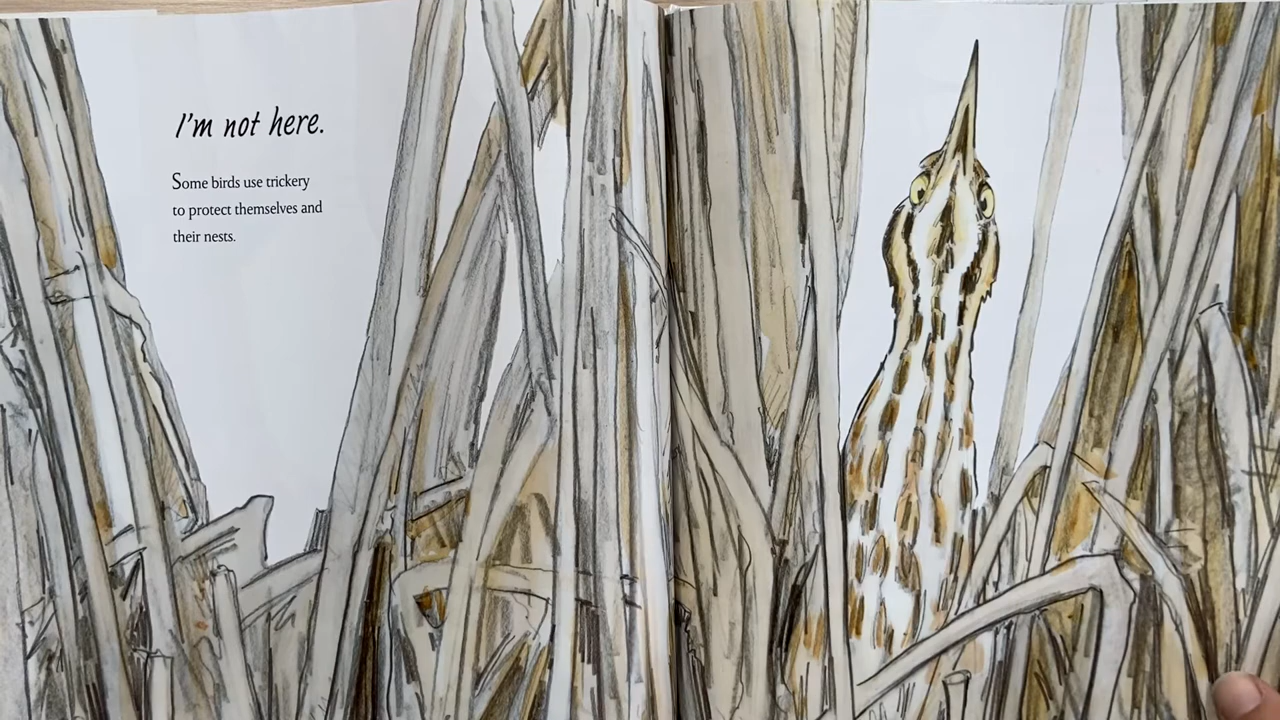 I'm not here.
Some birds use trickery
to protect themselves and
their nests.